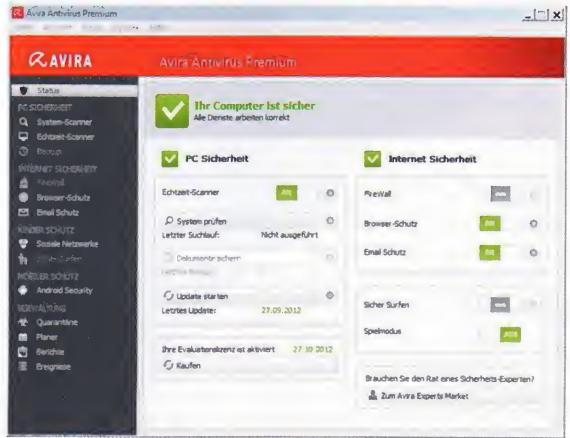 Avira Antivirus Premium
AVIRA
Avira Antivirus Premium
Status
PC SICHERHEIT
System-Scanner
Echtzeit-Scanner
Backup
INTERNET SICHERHEIT
FireWall
Browser-Schutz
Email Schutz
KINDER SCHUTZ
Soziale Netzwerke
MOBILER SCHUTZ
Android Security
VERWALTUNG
Quarantäne
Planer
Berichte
Ereignisse
Ihr Computer ist sicher
Alle Dienste arbeiten korrekt
PC Sicherheit
Echtzeit-Scanner
System prüfen
Letzter Suchlauf: Nicht ausgeführt
Dokumente sichern
Update starten
Letztes Update: 27.09.2012
Ihre Evaluationslizenz ist aktiviert 27.10.2012
Kaufen
Internet Sicherheit
FireWall
Browser-Schutz
Email Schutz
Sicher Surfen
Spielmodus
Brauchen Sie den Rat eines Sicherheits-Experten?
Zum Avira Experts Market